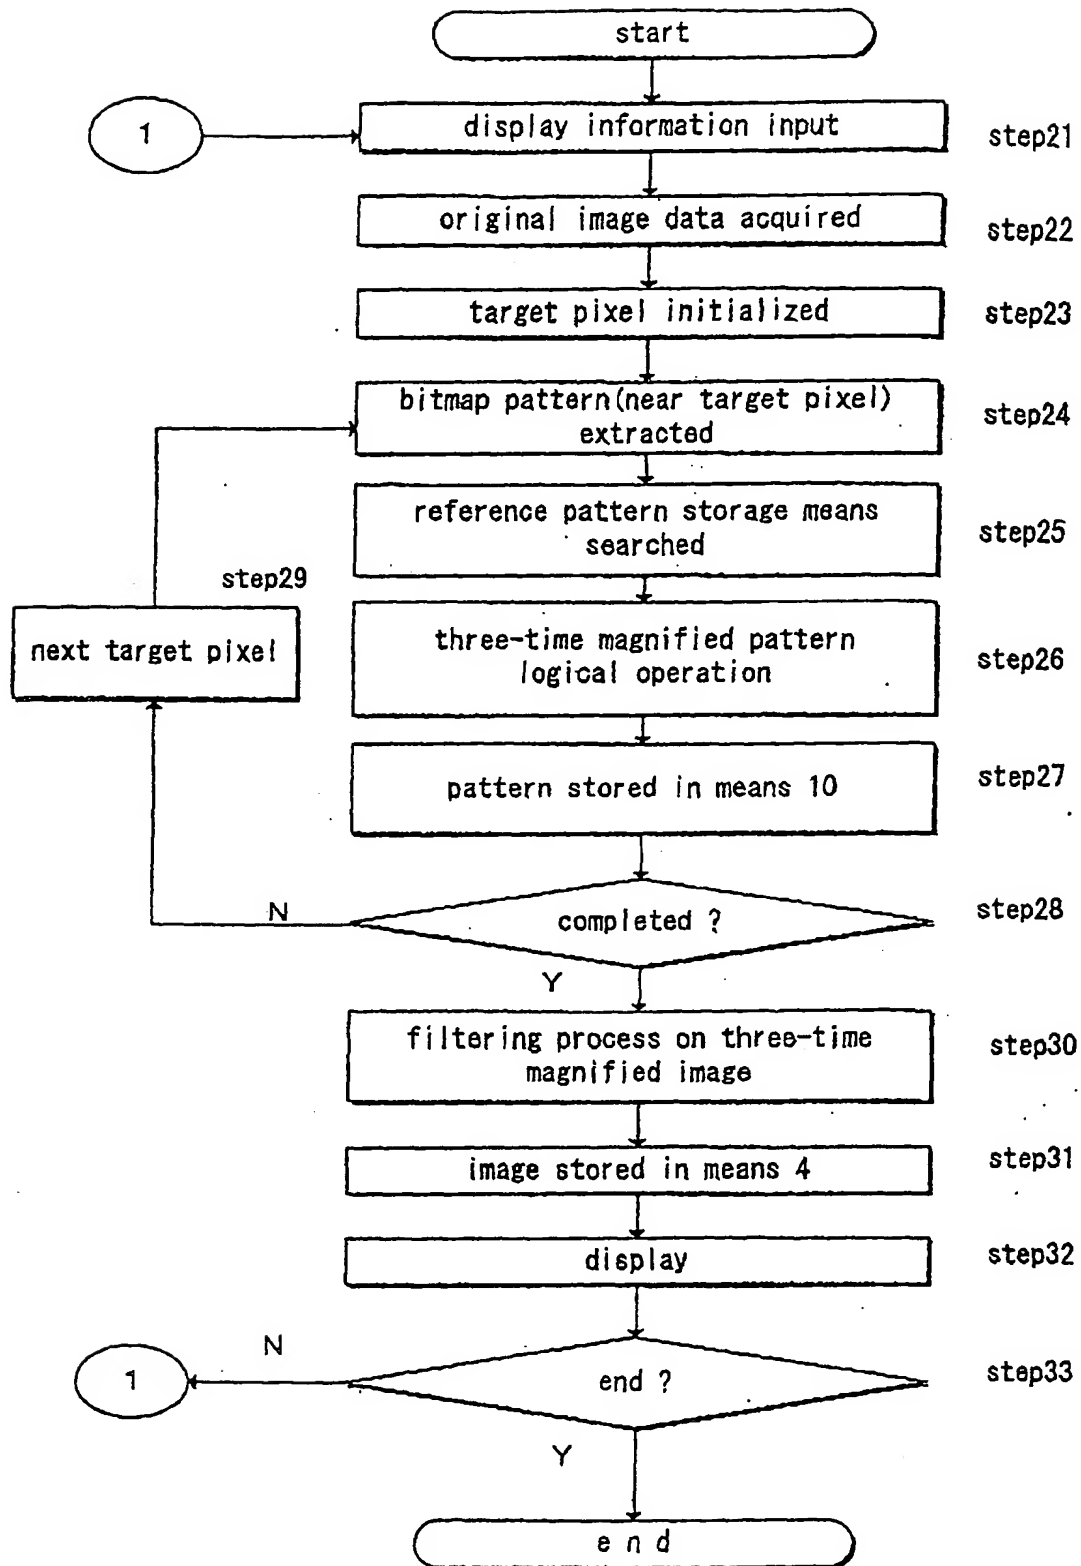 start
1
display information input
step21
original image data acquired
step22
target pixel initialized
step23
bitmap pattern(near target pixel)
extracted
step24
reference pattern storage means
searched
step25
step29
next target pixel
three-time magnified pattern
logical operation
step26
pattern stored in means 10
step27
N
completed ?
step28
Y
filtering process on three-time
magnified image
step30
image stored in means 4
step31
display
step32
N
1
end ?
step33
Y
e n d